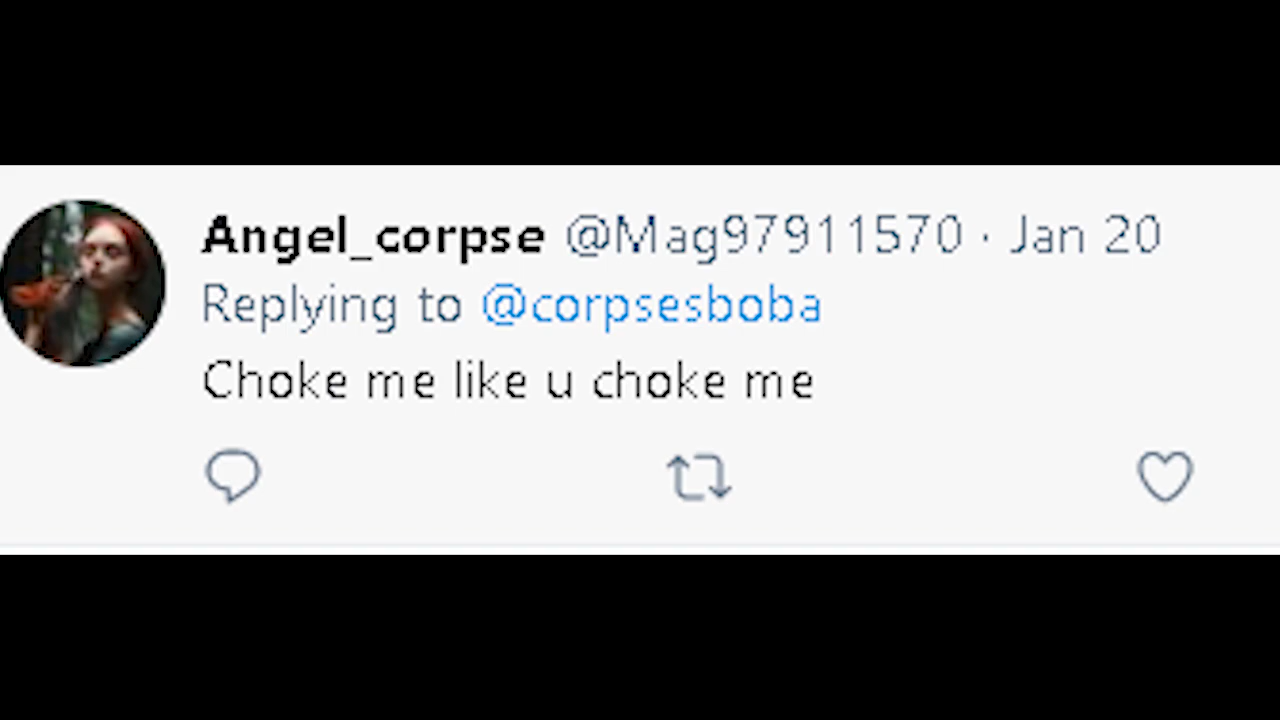 Angel_corpse @Mag97911570 · Jan 20
Replying to @corpsesboba
Choke me like u choke me